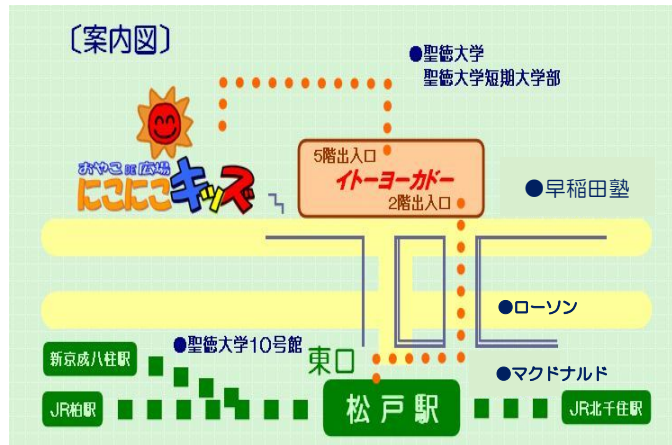 〔案内図〕
●聖徳大学
聖徳大学短期大学部
おやこDE広場
にこにこキッズ
5階出入口
イトーヨーカドー
2階出入口
●早稲田塾
●ローソン
●聖徳大学10号館
東口
新京成八柱駅
●マクドナルド
JR柏駅
松戸駅
JR北千住駅